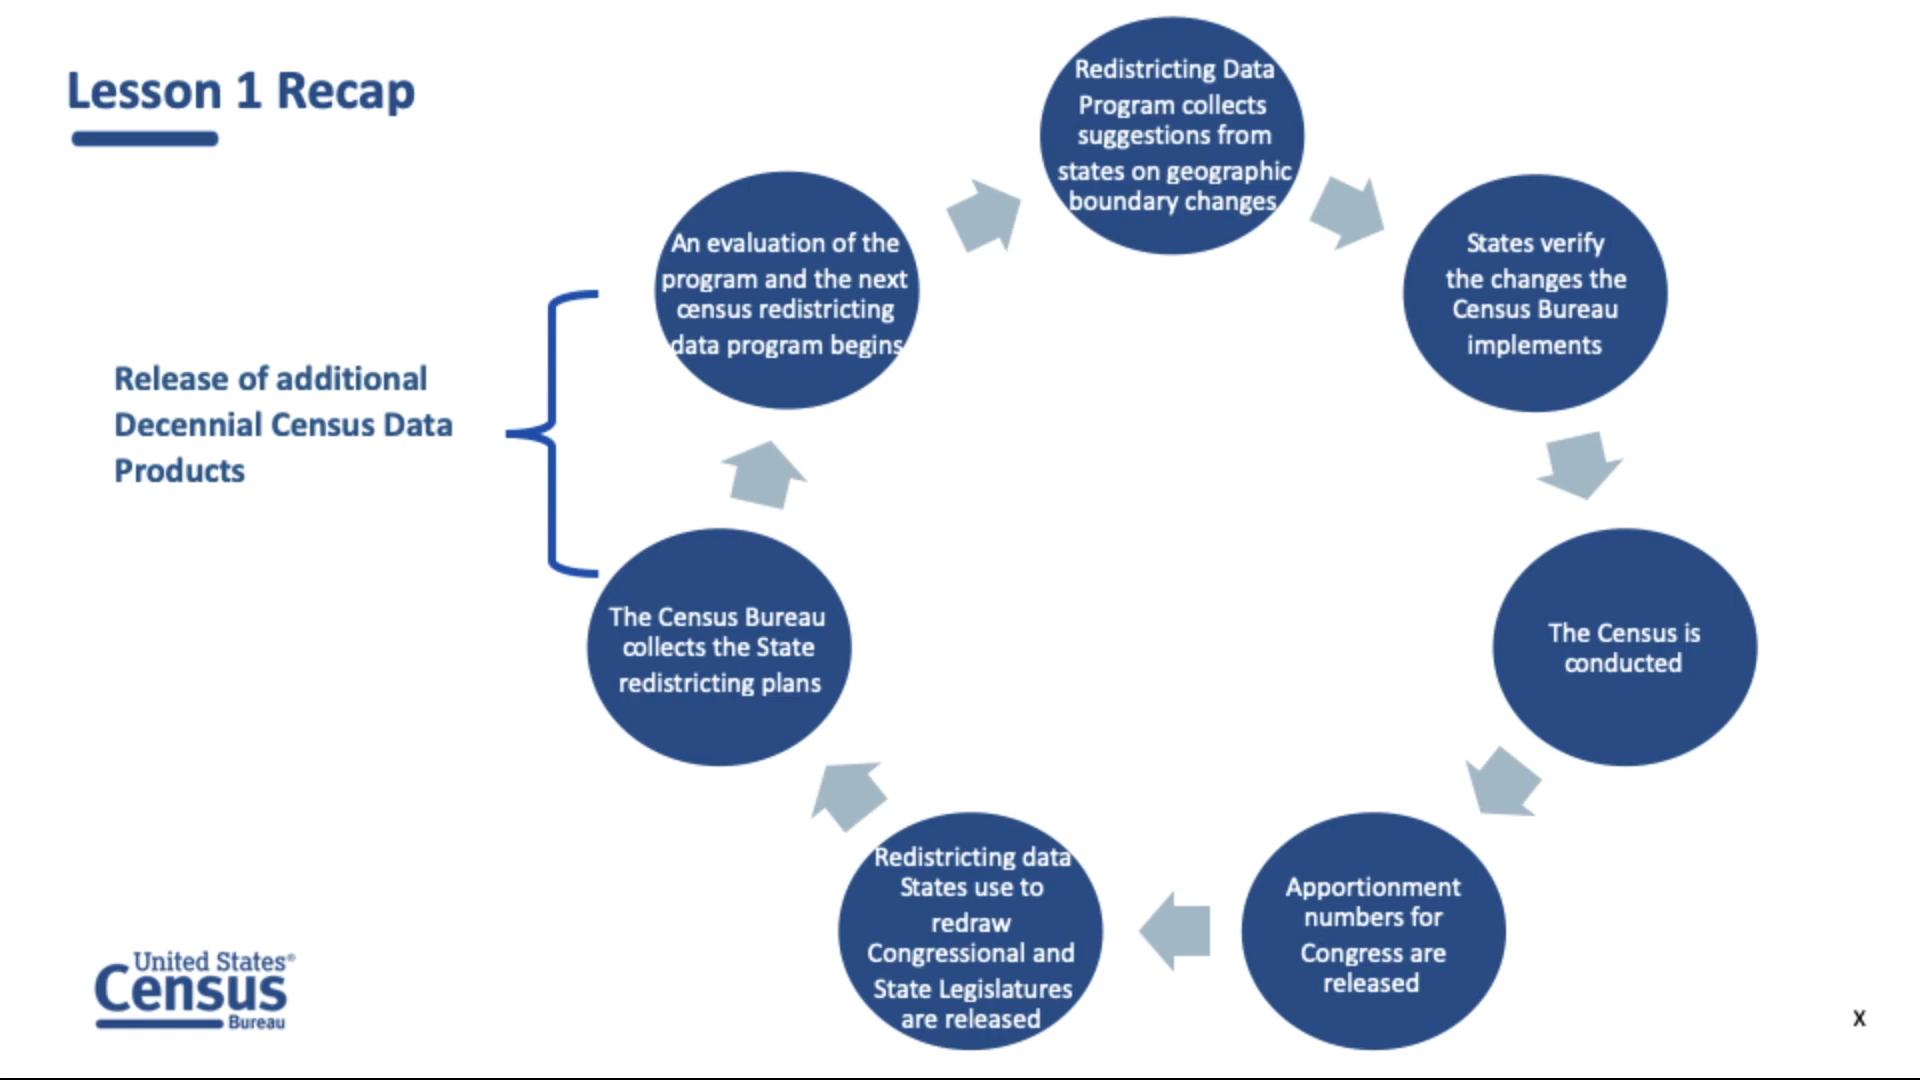 Lesson 1 Recap
Redistricting Data
Program collects
suggestions from
states on geographic
boundary changes
States verify
the changes the
Census Bureau
implements
The Census is
conducted
Apportionment
numbers for
Congress are
released
Redistricting data
States use to
redraw
Congressional and
State Legislatures
are released
The Census Bureau
collects the State
redistricting plans
An evaluation of the
program and the next
census redistricting
data program begins
Release of additional
Decennial Census Data
Products
United States®
Census
Bureau
X